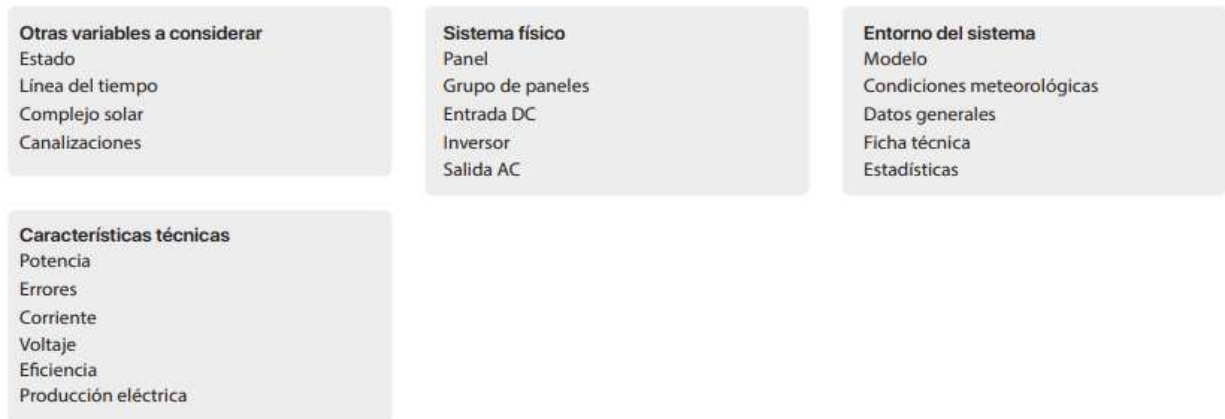 Otras variables a considerar
Estado
Línea del tiempo
Complejo solar
Canalizaciones
Sistema físico
Panel
Grupo de paneles
Entrada DC
Inversor
Salida AC
Entorno del sistema
Modelo
Condiciones meteorológicas
Datos generales
Ficha técnica
Estadísticas
Características técnicas
Potencia
Errores
Corriente
Voltaje
Eficiencia
Producción eléctrica